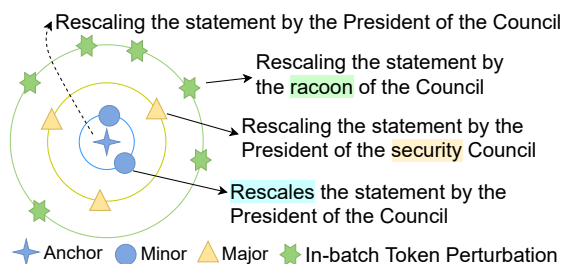 Rescaling the statement by the President of the Council
Rescaling the statement by
the racoon of the Council
Rescaling the statement by the
President of the security Council
Rescales the statement by the
President of the Council
Anchor Minor Major In-batch Token Perturbation